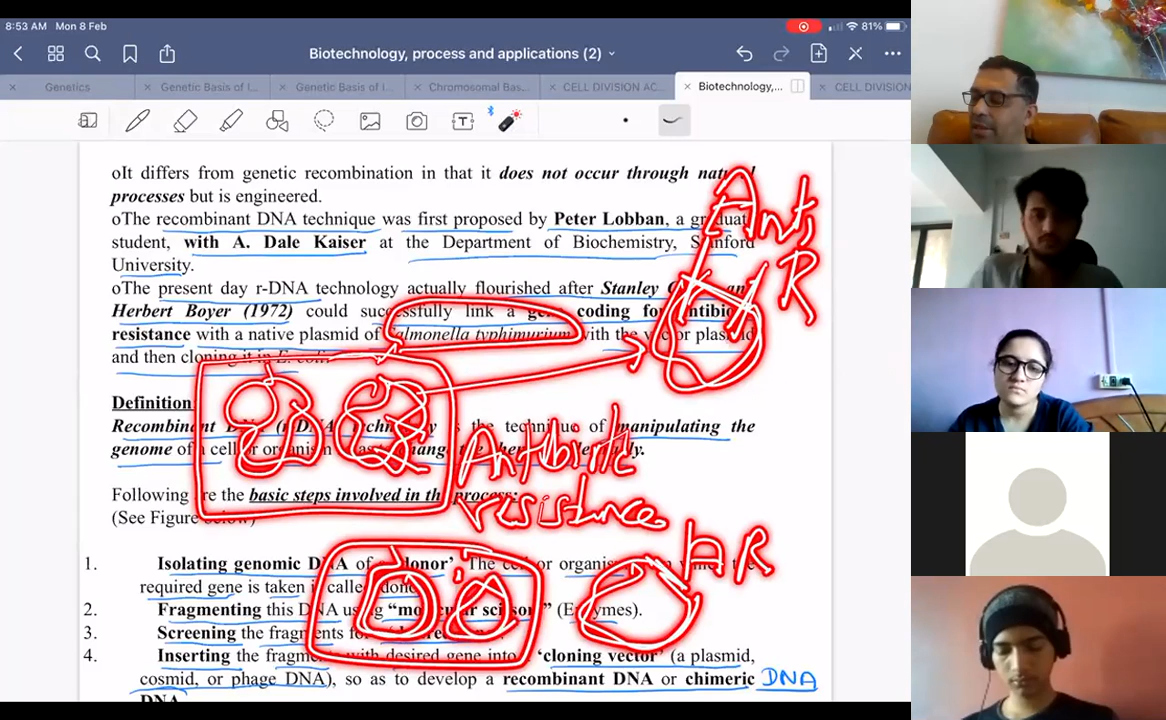 8:53 AM Mon 8 Feb
81%
Biotechnology, process and applications (2)
Genetics
Genetic Basis of I...
Genetic Basis of I...
Chromosomal Bas...
CELL DIVISION AC...
Biotechnology,...
CELL DIVISION
oIt differs from genetic recombination in that it does not occur through
processes but is engineered.
oThe recombinant DNA technique was first proposed by Peter Lobban, a
student, with A. Dale Kaiser at the Department of Biochemistry,
University.
oThe present day r-DNA technology actually flourished after Stanley
Herbert Boyer (1972) could successfully link a coding for
resistance with a native plasmid of Salmonella typhimurium with the
and then cloning it in E. coli
Anti
R
Definition
Recombinant technique of manipulating the
genome of a cell or organism
Antibiotic
resistance
Following are the basic steps involved in the process:
(See Figure below)
AR
1. Isolating genomic DNA of donor'. The or
required gene is taken
2. Fragmenting this DNA using (Enzymes).
3. Screening the fragments
4. Inserting the with desired gene into 'cloning vector' (a plasmid,
cosmid, or phage DNA), so as to develop a recombinant DNA or chimeric DNA
DNA